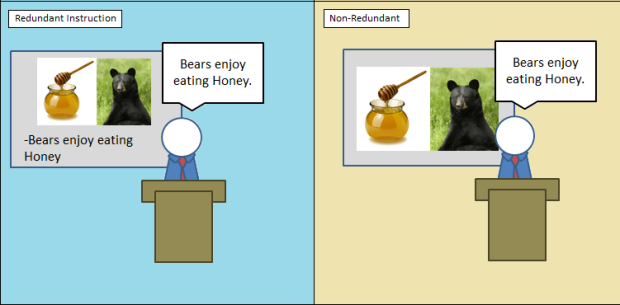 Redundant Instruction
Bears enjoy
eating Honey.
-Bears enjoy eating
Honey
Non-Redundant
Bears enjoy
eating Honey.